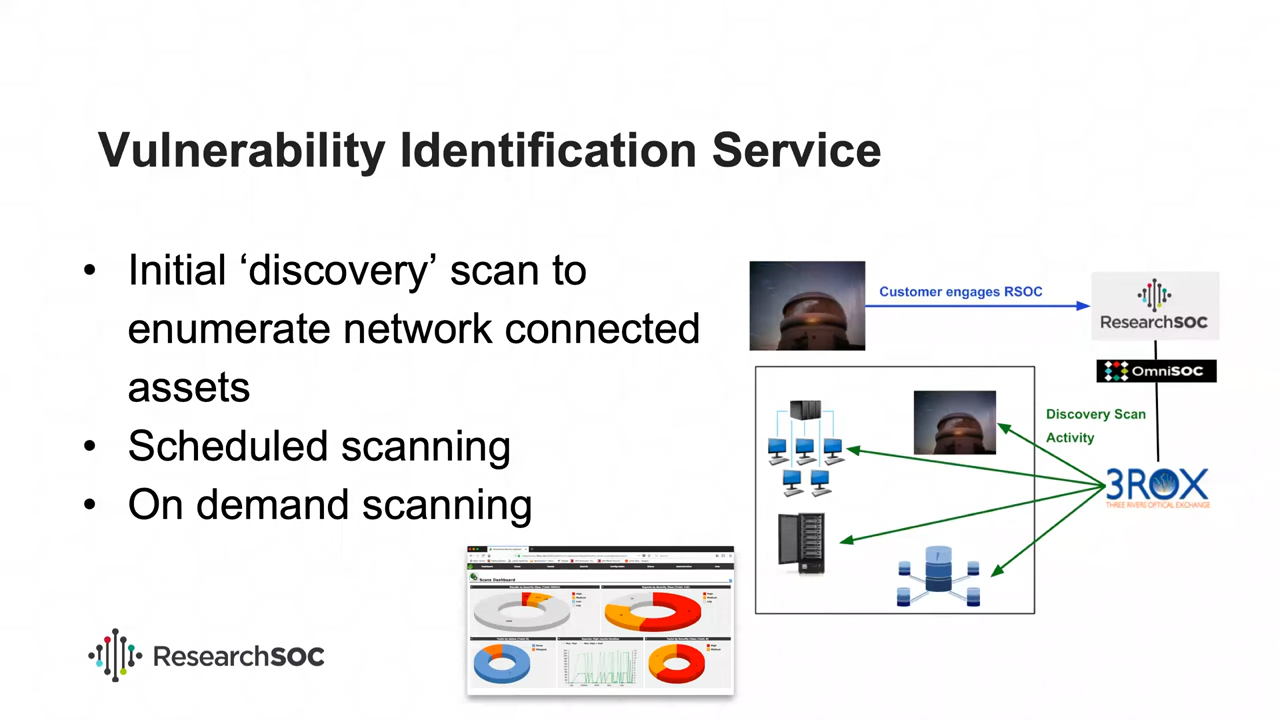 Vulnerability Identification Service
• Initial ‘discovery’ scan to
enumerate network connected
assets
• Scheduled scanning
• On demand scanning
Customer engages RSOC
ResearchSOC
OmniSOC
Discovery Scan
Activity
3ROX
THREE RIVERS OPTICAL EXCHANGE
Scans Dashboard
ResearchSOC